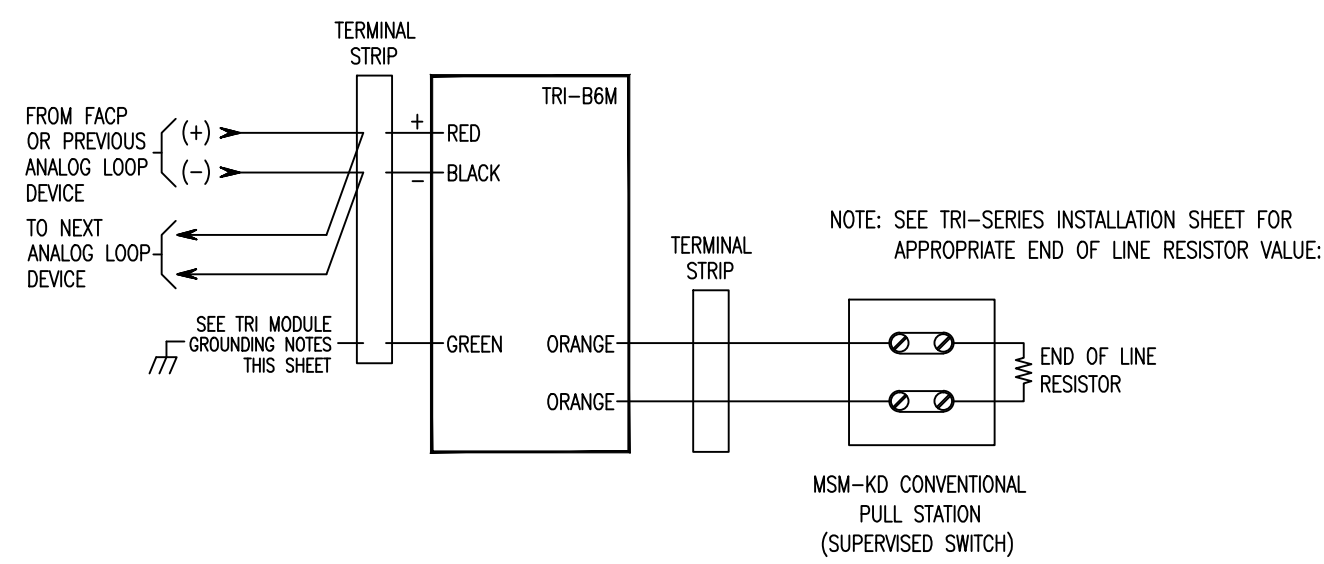 TERMINAL
STRIP
TRI-B6M
FROM FACP
OR PREVIOUS
ANALOG LOOP
DEVICE
(+)
(-)
+
RED
-
BLACK
TO NEXT
ANALOG LOOP
DEVICE
NOTE: SEE TRI-SERIES INSTALLATION SHEET FOR
APPROPRIATE END OF LINE RESISTOR VALUE:
TERMINAL
STRIP
SEE TRI MODULE
GROUNDING NOTES
THIS SHEET
GREEN
ORANGE
ORANGE
END OF LINE
RESISTOR
MSM-KD CONVENTIONAL
PULL STATION
(SUPERVISED SWITCH)